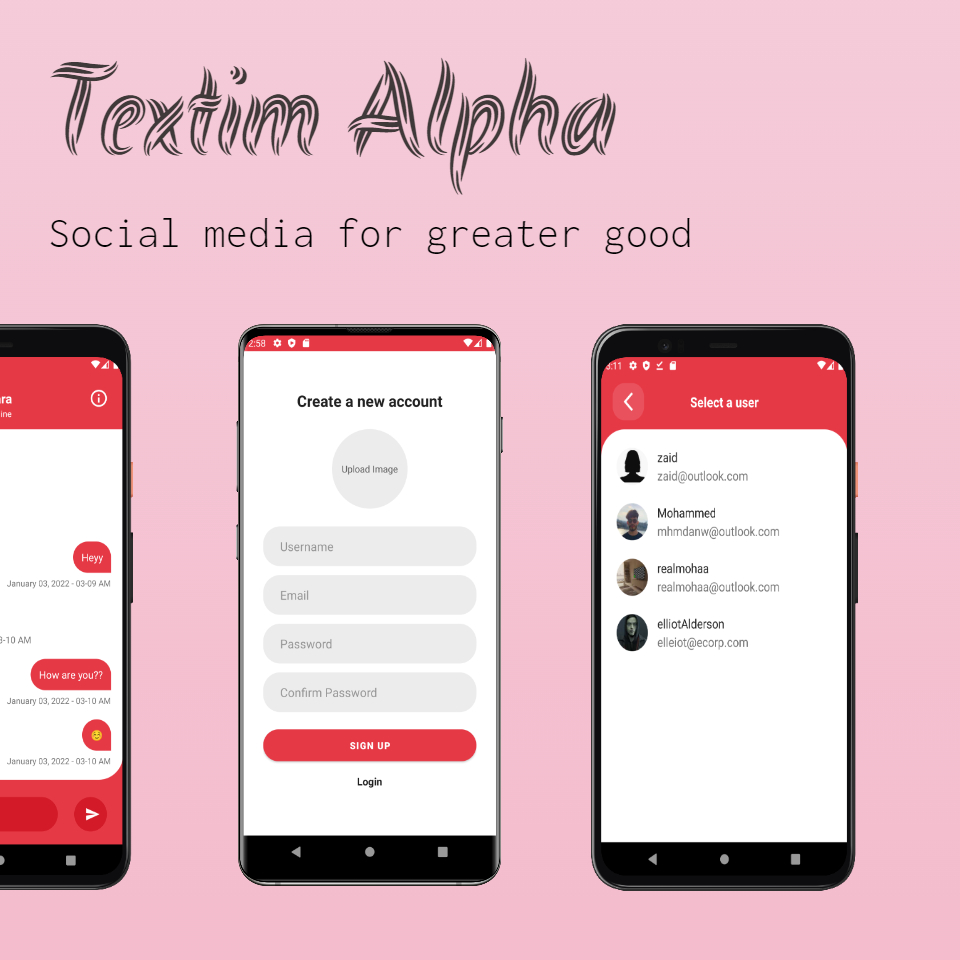 Textim Alpha
Social media for greater good
ra
ine
Heyy
January 03, 2022 - 03-09 AM
3-10 AM
How are you??
January 03, 2022 - 03-10 AM
January 03, 2022 - 03-10 AM
2:58
Create a new account
Upload Image
Username
Email
Password
Confirm Password
SIGN UP
Login
3:11
Select a user
zaid
zaid@outlook.com
Mohammed
mhmdanw@outlook.com
realmohaa
realmohaa@outlook.com
elliotAlderson
elleiot@ecorp.com